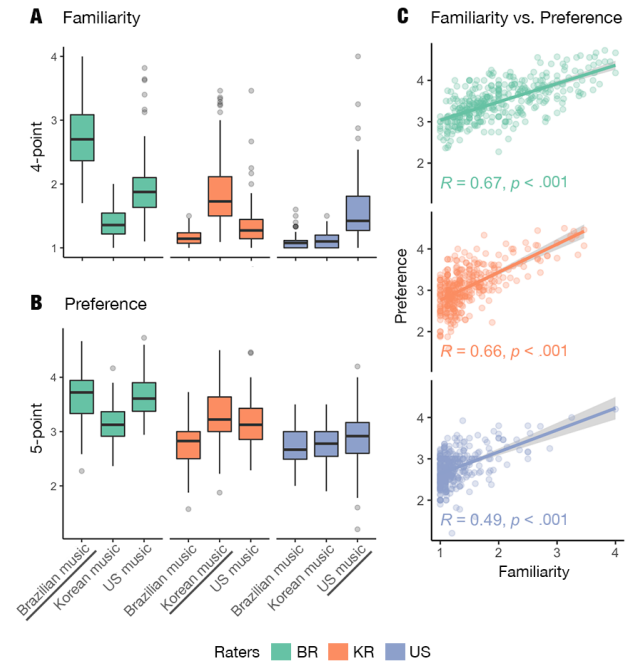 A Familiarity
4-point
4
3
2
1
B Preference
5-point
5
4
3
2
Brazilian music
Korean music
US music
Brazilian music
Korean music
US music
Brazilian music
Korean music
US music
C Familiarity vs. Preference
Preference
4
3
2
R = 0.67, p < .001
4
3
2
R = 0.66, p < .001
4
3
2
R = 0.49, p < .001
1 2 3 4
Familiarity
Raters BR KR US